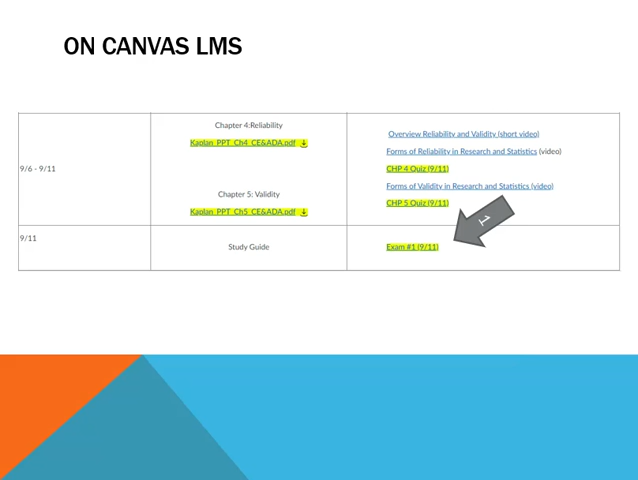 ON CANVAS LMS
Chapter 4:Reliability
Kaplan_PPT_Ch4_CE&ADA.pdf
9/6 - 9/11
Chapter 5: Validity
Kaplan_PPT_Ch5_CE&ADA.pdf
Overview Reliability and Validity (short video)
Forms of Reliability in Research and Statistics (video)
CHP 4 Quiz (9/11)
Forms of Validity in Research and Statistics (video)
CHP 5 Quiz (9/11)
1
9/11
Study Guide
Exam #1 (9/11)